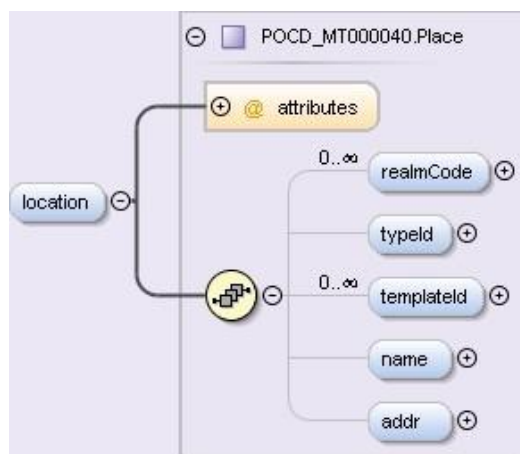 POCD_MT000040.Place
@ attributes
0..∞
realmCode
location
typeId
0..∞
templateId
name
addr